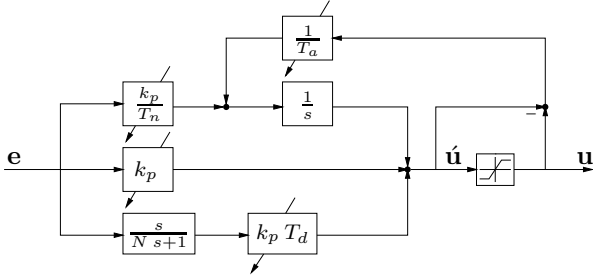 1/T_a
k_p/T_n
1/s
–
e
k_p
ú
u
s/(N s+1)
k_p T_d